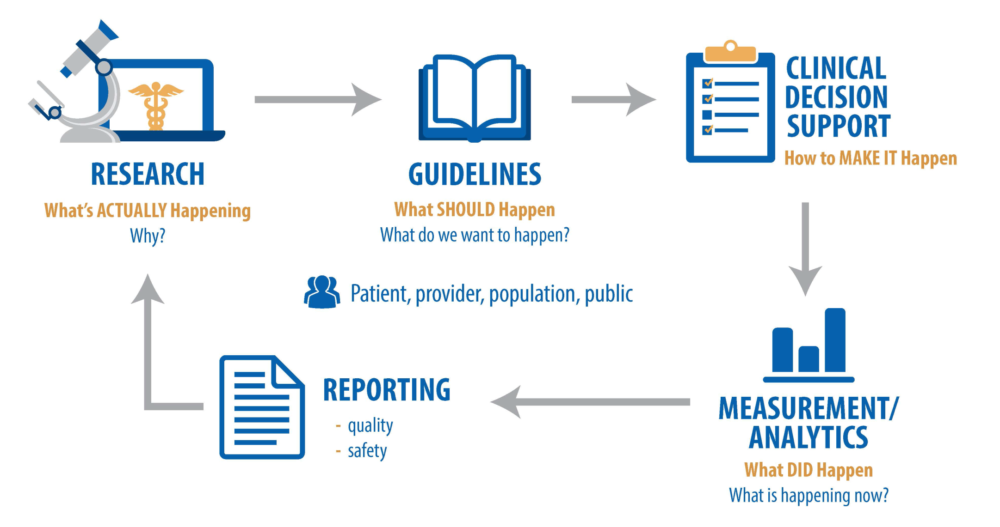 RESEARCH
What's ACTUALLY Happening
Why?
GUIDELINES
What SHOULD Happen
What do we want to happen?
CLINICAL
DECISION
SUPPORT
How to MAKE IT Happen
Patient, provider, population, public
REPORTING
- quality
- safety
MEASUREMENT/
ANALYTICS
What DID Happen
What is happening now?